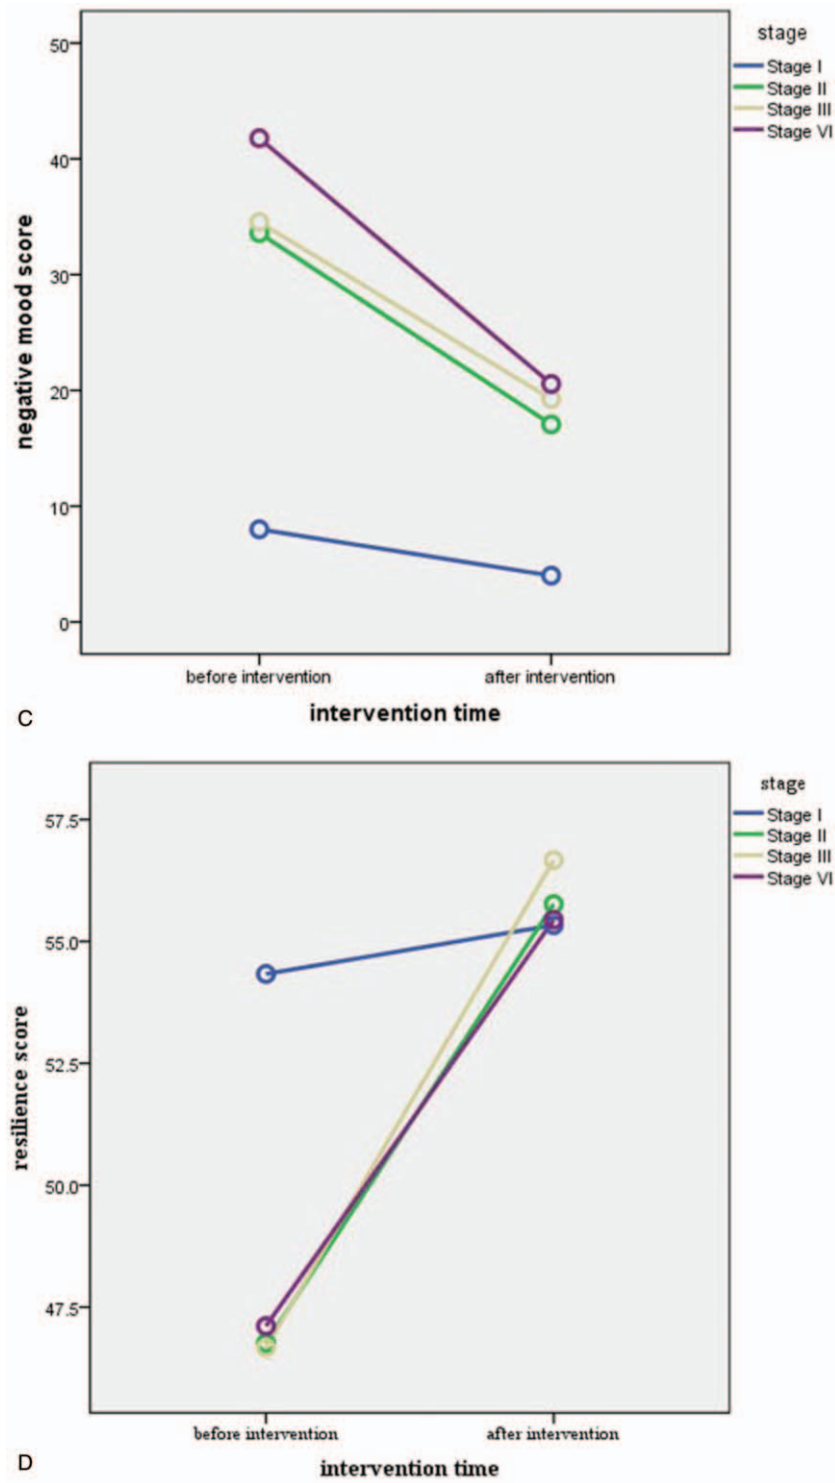 stage
Stage I
Stage II
Stage III
Stage VI
50
40
30
20
10
0
negative mood score
before intervention
after intervention
intervention time
C
stage
Stage I
Stage II
Stage III
Stage VI
57.5
55.0
52.5
50.0
47.5
resilience score
before intervention
after intervention
intervention time
D